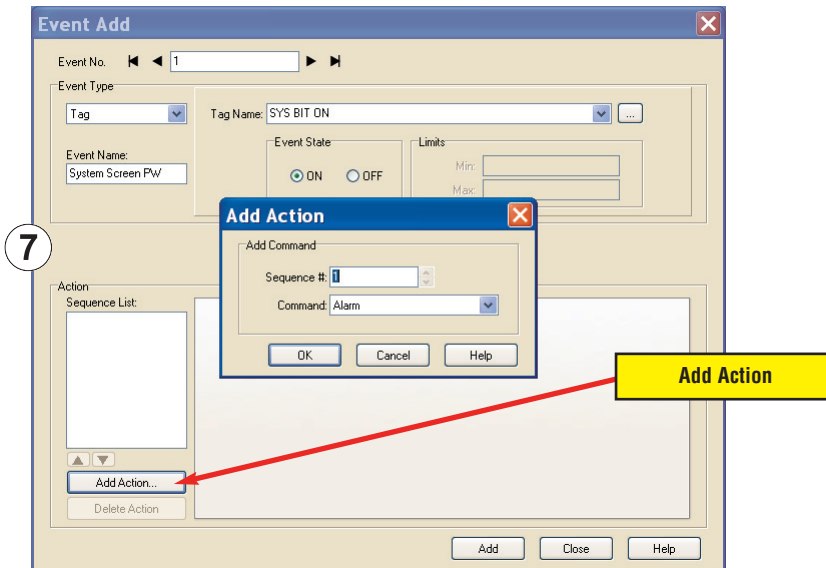 Event Add
Event No. 1
Event Type
Tag
Tag Name: SYS BIT ON ...
Event Name:
System Screen PW
Event State
ON OFF
Limits
Min:
Max:
7
Add Action
Add Command
Sequence #: 1
Command: Alarm
OK Cancel Help
Action
Sequence List:
Add Action
Add Action...
Delete Action
Add Close Help